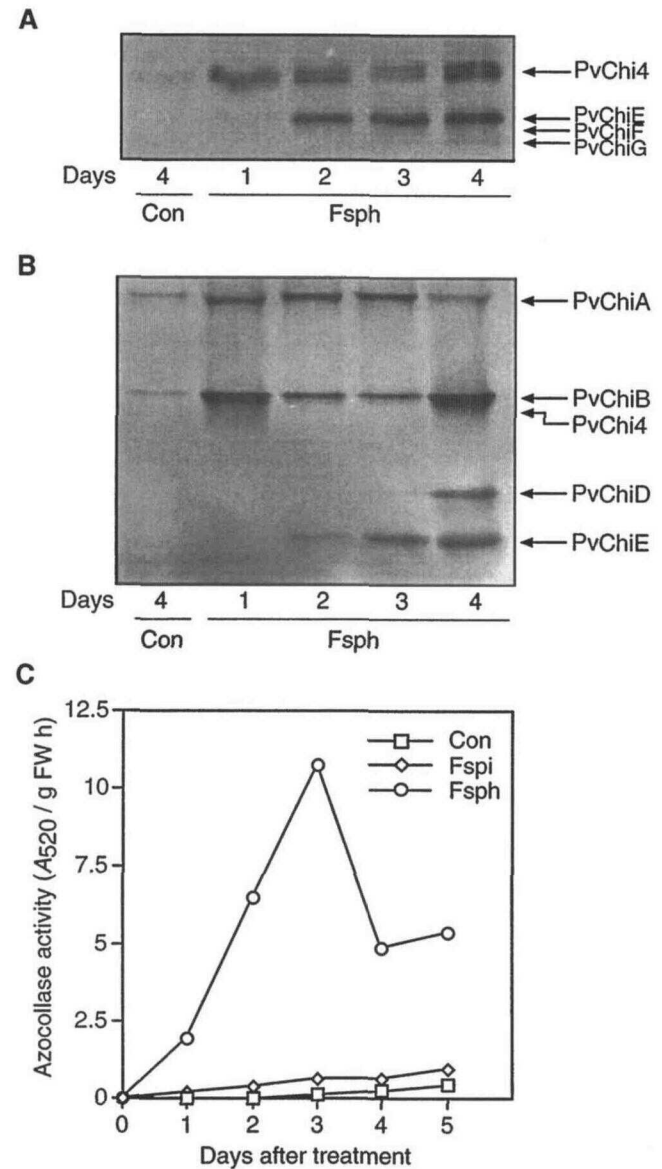 A
PvChi4
PvChiE
PvChiF
PvChiG
Days 4 1 2 3 4
Con Fsph
B
PvChiA
PvChiB
PvChi4
PvChiD
PvChiE
Days 4 1 2 3 4
Con Fsph
C
12.5
10
7.5
5
2.5
0
Azocollase activity (A520 / g FW h)
Con
Fspi
Fsph
0 1 2 3 4 5
Days after treatment